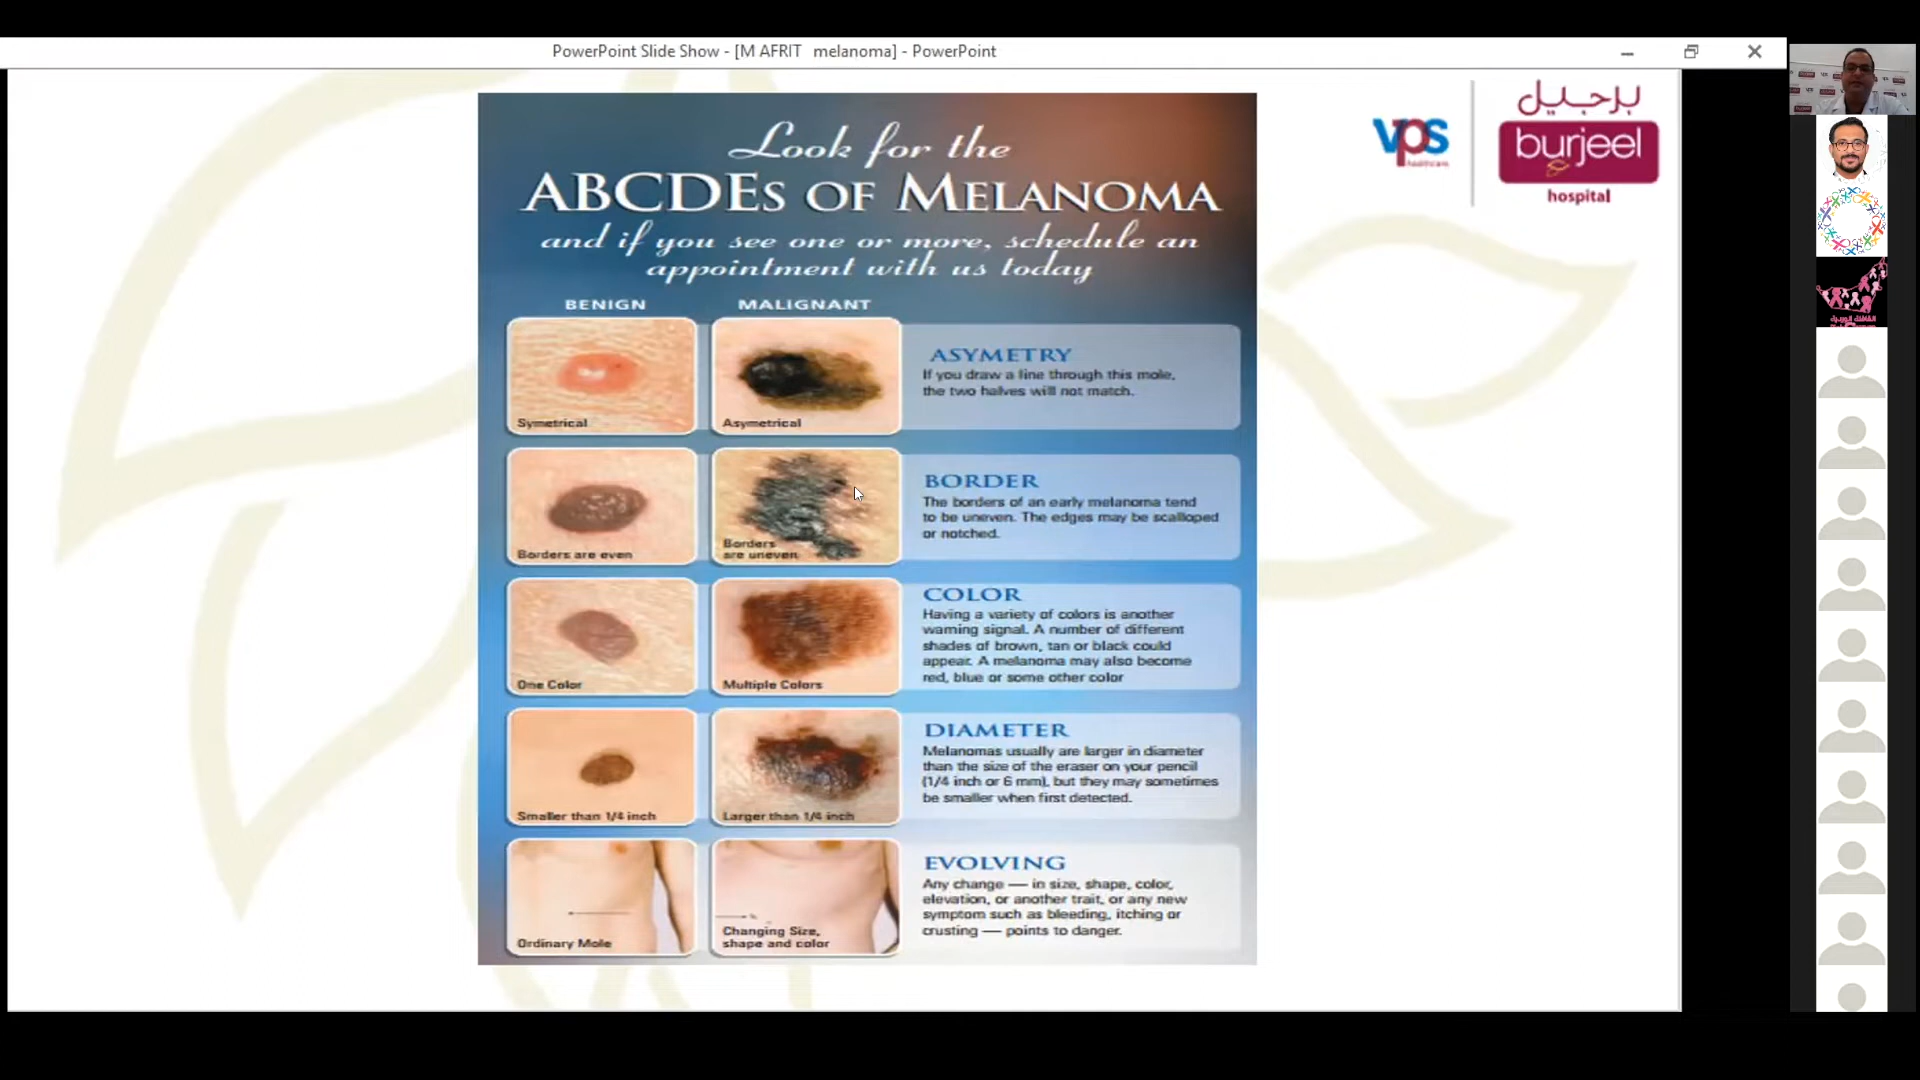 PowerPoint Slide Show - [M AFRIT melanoma] - PowerPoint
vps
healthcare
برجيل
burjeel
hospital
Look for the
ABCDES OF MELANOMA
and if you see one or more, schedule an
appointment with us today
BENIGN MALIGNANT
Symetrical
Asymetrical
ASYMETRY
If you draw a line through this mole,
the two halves will not match.
Borders are even
Borders
are uneven
BORDER
The borders of an early melanoma tend
to be uneven. The edges may be scalloped
or notched.
One Color
Multiple Colors
COLOR
Having a variety of colors is another
warning signal. A number of different
shades of brown, tan or black could
appear. A melanoma may also become
red, blue or some other color
Smaller than 1/4 inch
Larger than 1/4 inch
DIAMETER
Melanomas usually are larger in diameter
than the size of the eraser on your pencil
(1/4 inch or 6 mm), but they may sometimes
be smaller when first detected.
Ordinary Mole
Changing Size,
shape and color
EVOLVING
Any change — in size, shape, color,
elevation, or another trait, or any new
symptom such as bleeding, itching or
crusting — points to danger.
القافلة الوردية